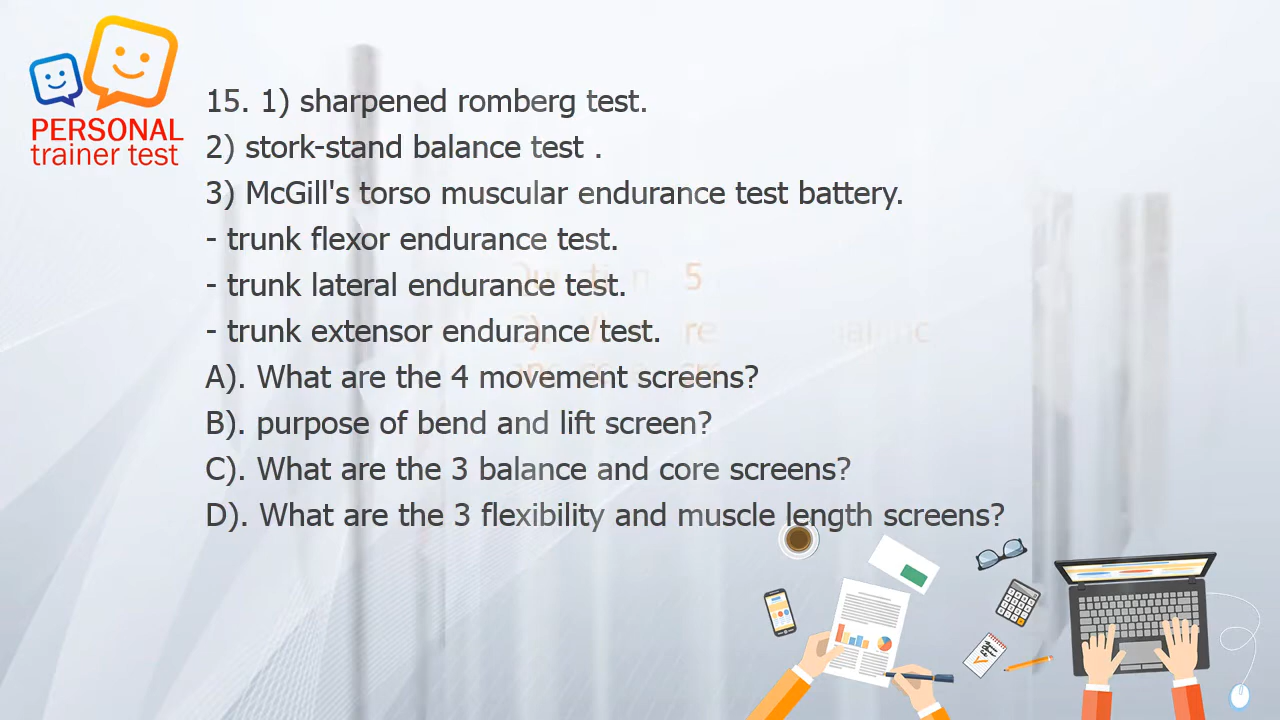 PERSONAL
trainer test
15. 1) sharpened romberg test.
2) stork-stand balance test .
3) McGill's torso muscular endurance test battery.
- trunk flexor endurance test.
- trunk lateral endurance test.
- trunk extensor endurance test.
A). What are the 4 movement screens?
B). purpose of bend and lift screen?
C). What are the 3 balance and core screens?
D). What are the 3 flexibility and muscle length screens?